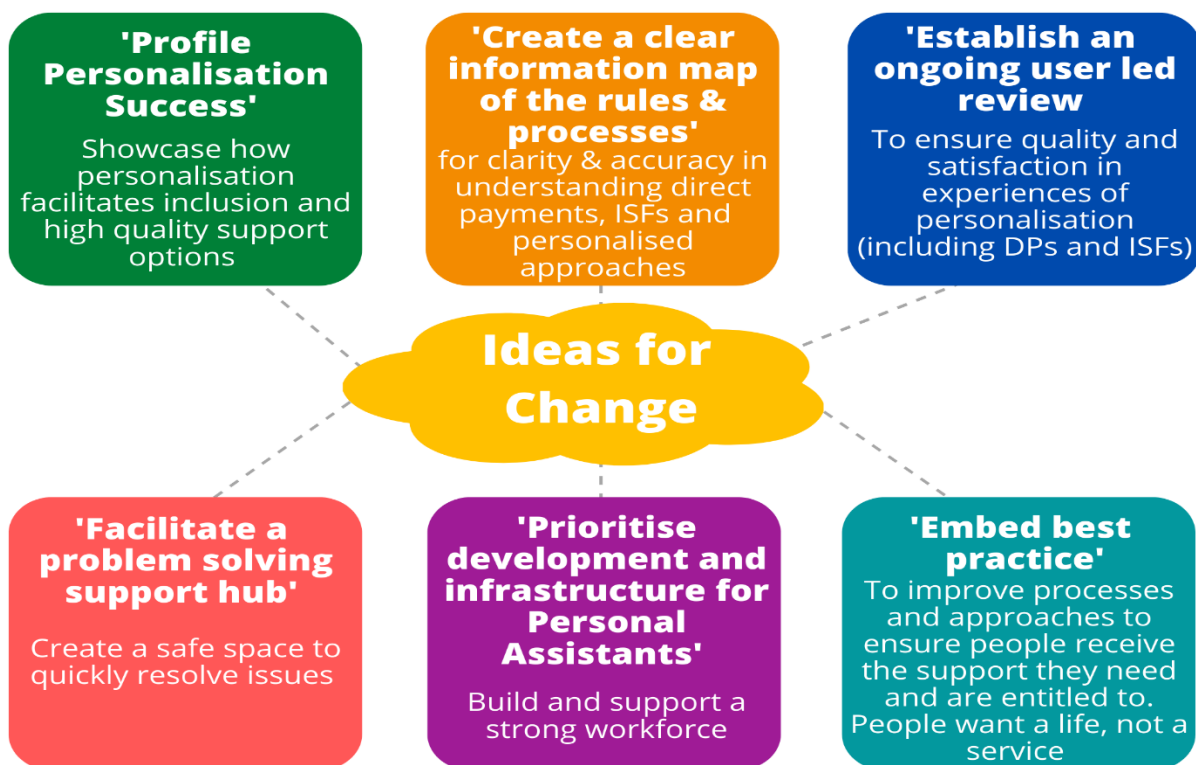 'Profile
Personalisation
Success'
Showcase how
personalisation
facilitates inclusion and
high quality support
options
'Create a clear
information map
of the rules &
processes'
for clarity & accuracy in
understanding direct
payments, ISFs and
personalised
approaches
'Establish an
ongoing user led
review
To ensure quality and
satisfaction in
experiences of
personalisation
(including DPs and ISFs)
Ideas for
Change
'Facilitate a
problem solving
support hub'
Create a safe space to
quickly resolve issues
'Prioritise
development and
infrastructure for
Personal
Assistants'
Build and support a
strong workforce
'Embed best
practice'
To improve processes
and approaches to
ensure people receive
the support they need
and are entitled to.
People want a life, not a
service